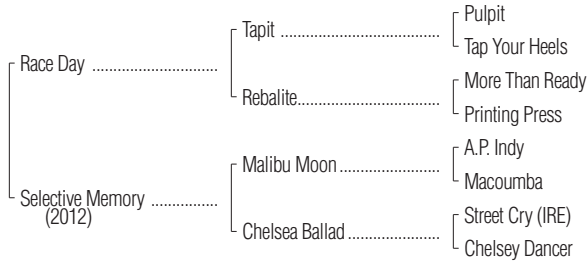 Pulpit
Tapit ........................................
Tap Your Heels
Race Day ................................
More Than Ready
Rebalite....................................
Printing Press
A.P. Indy
Malibu Moon .........................
Macoumba
Selective Memory .................
(2012)
Street Cry (IRE)
Chelsea Ballad .......................
Chelsey Dancer